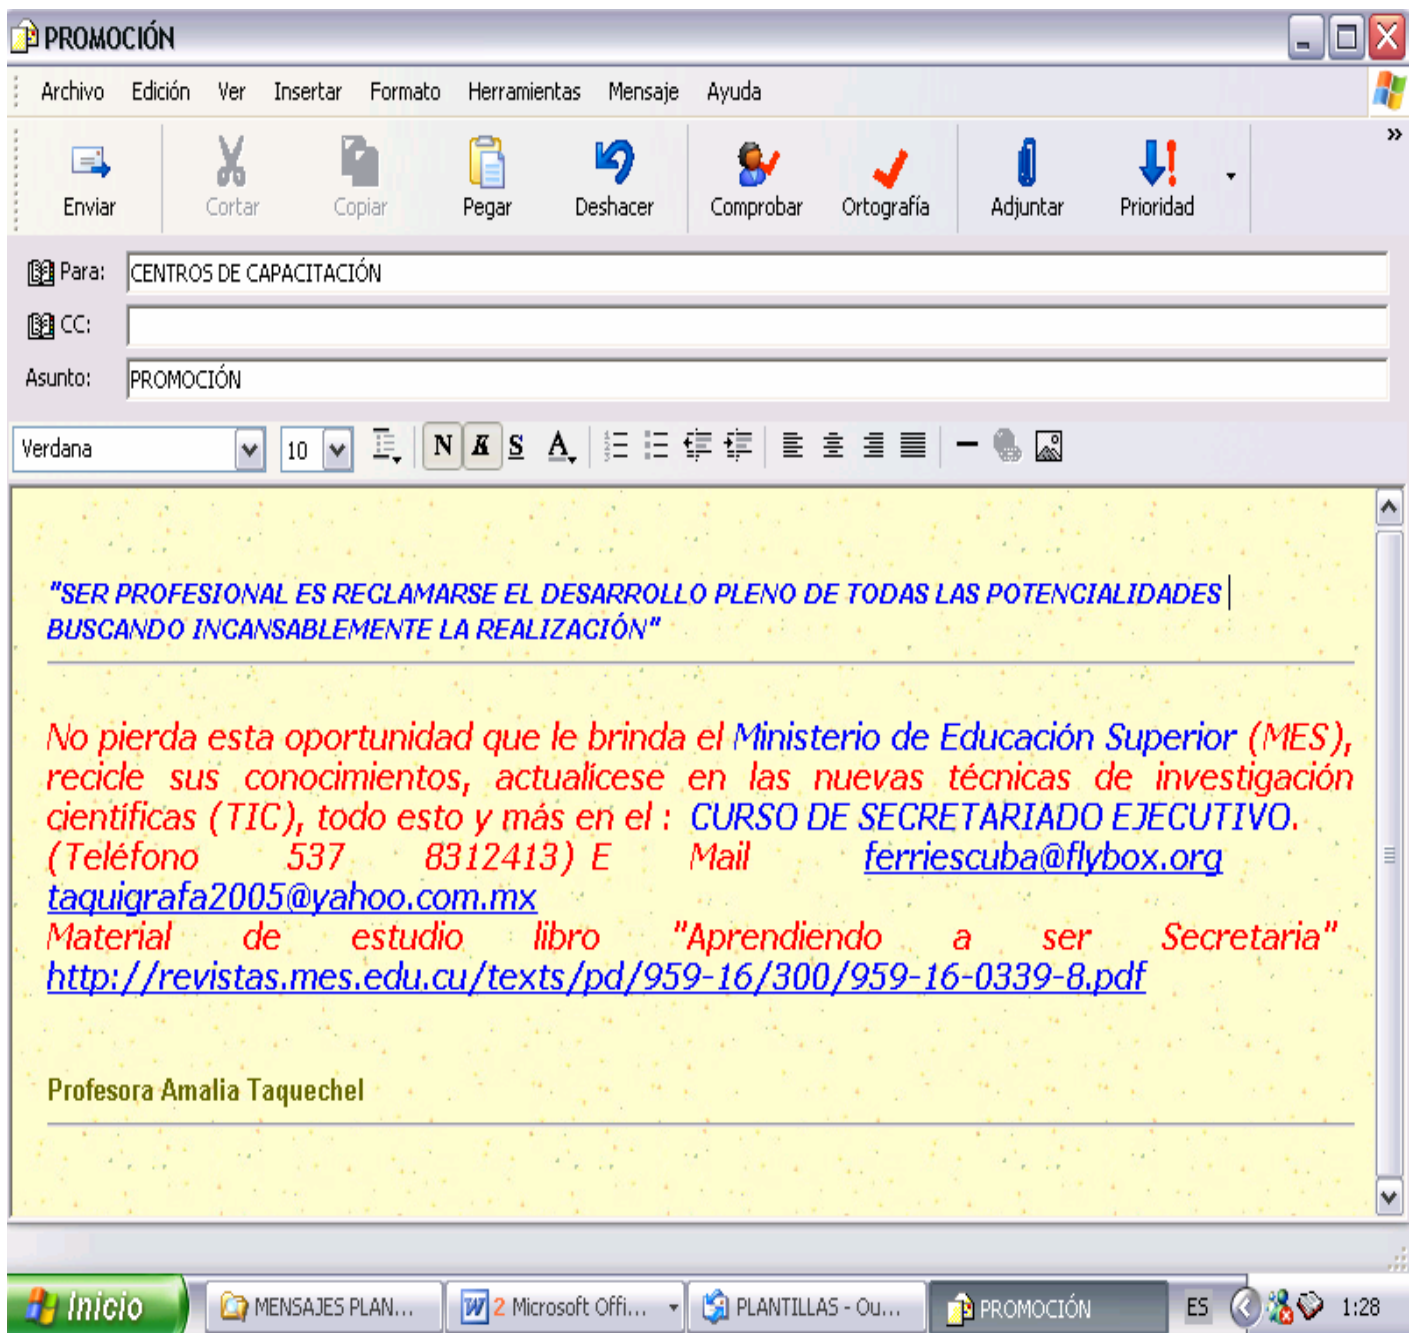 PROMOCIÓN
Archivo Edición Ver Insertar Formato Herramientas Mensaje Ayuda
»
Enviar Cortar Copiar Pegar Deshacer Comprobar Ortografía Adjuntar Prioridad
Para: CENTROS DE CAPACITACIÓN
CC:
Asunto: PROMOCIÓN
Verdana 10 N K S A
"SER PROFESIONAL ES RECLAMARSE EL DESARROLLO PLENO DE TODAS LAS POTENCIALIDADES
BUSCANDO INCANSABLEMENTE LA REALIZACIÓN"
No pierda esta oportunidad que le brinda el Ministerio de Educación Superior (MES),
recicle sus conocimientos, actualícese en las nuevas técnicas de investigación
científicas (TIC), todo esto y más en el : CURSO DE SECRETARIADO EJECUTIVO.
(Teléfono 537 8312413) E Mail ferriescuba@flybox.org
taquigrafa2005@yahoo.com.mx
Material de estudio libro "Aprendiendo a ser Secretaria"
http://revistas.mes.edu.cu/texts/pd/959-16/300/959-16-0339-8.pdf
Profesora Amalia Taquechel
Inicio MENSAJES PLAN... 2 Microsoft Offi... PLANTILLAS - Ou... PROMOCIÓN ES 1:28